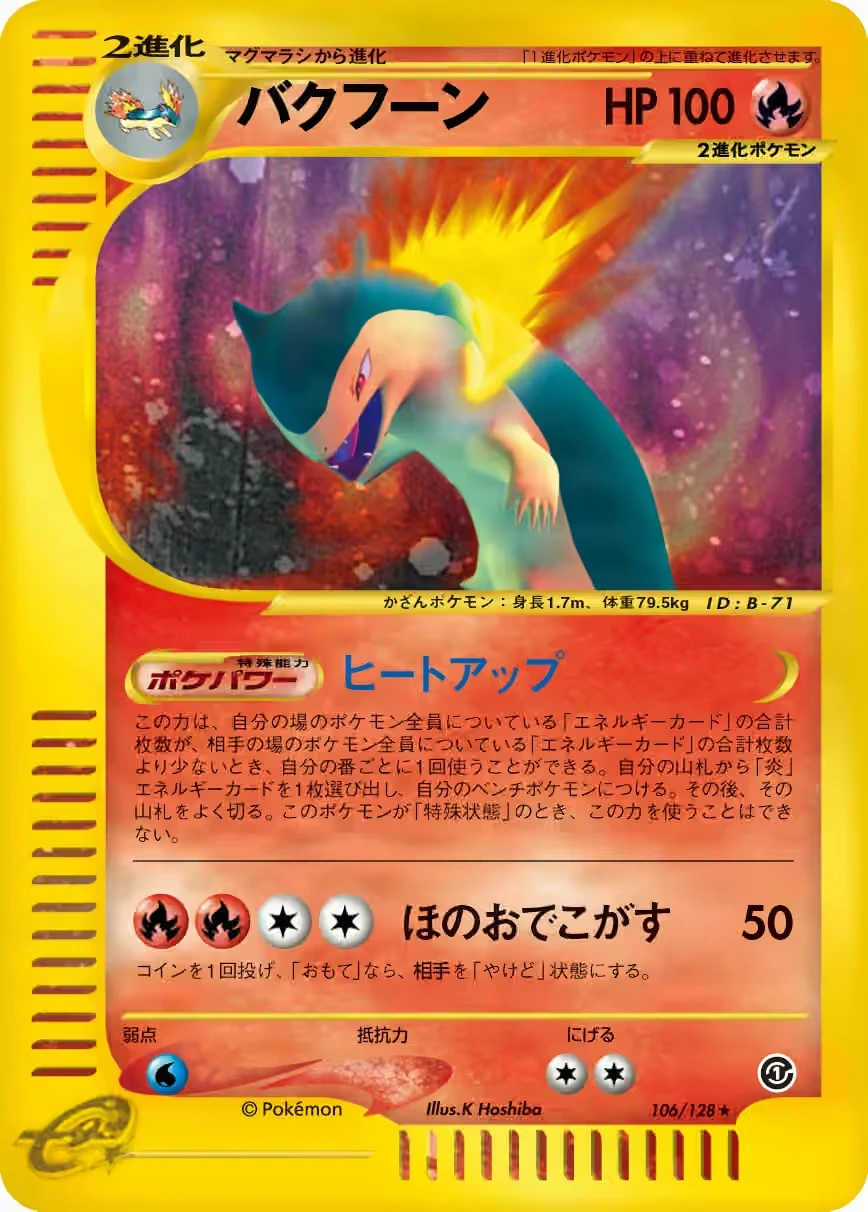 2進化
マグマラシから進化
「1進化ポケモン」の上に重ねて進化させます。
バクフーン
HP 100
2進化ポケモン
かざんポケモン：身長1.7m、体重79.5kg ID：B-71
特殊能力
ポケパワー
ヒートアップ
この力は、自分の場のポケモン全員についている「エネルギーカード」の合計
枚数が、相手の場のポケモン全員についている「エネルギーカード」の合計枚数
より少ないとき、自分の番ごとに1回使うことができる。自分の山札から「炎」
エネルギーカードを1枚選び出し、自分のベンチポケモンにつける。その後、その
山札をよく切る。このポケモンが「特殊状態」のとき、この力を使うことはでき
ない。
ほのおでこがす 50
コインを1回投げ、「おもて」なら、相手を「やけど」状態にする。
弱点 抵抗力 にげる
1
© Pokémon Illus.K Hoshiba 106/128★
e